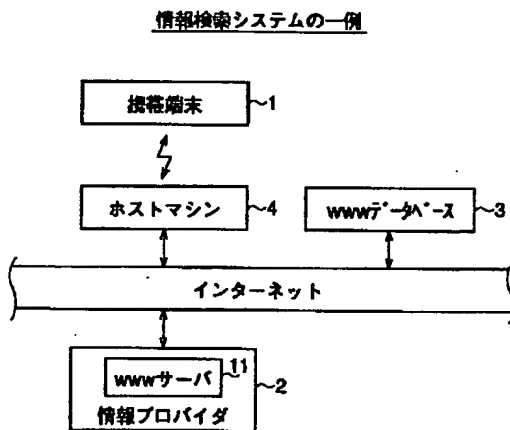 情報検索システムの一例
携帯端末 ~1
ホストマシン ~4
wwwデータベース ~3
インターネット
wwwサーバ 11
情報プロバイダ ~2